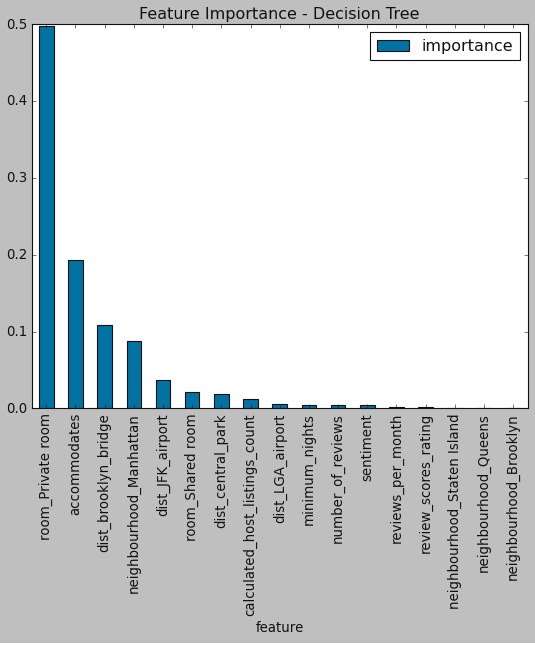 Feature Importance - Decision Tree
importance
0.5
0.4
0.3
0.2
0.1
0.0
room_Private room
accommodates
dist_brooklyn_bridge
neighbourhood_Manhattan
dist_JFK_airport
room_Shared room
dist_central_park
calculated_host_listings_count
dist_LGA_airport
minimum_nights
number_of_reviews
sentiment
reviews_per_month
review_scores_rating
neighbourhood_Staten Island
neighbourhood_Queens
neighbourhood_Brooklyn
feature